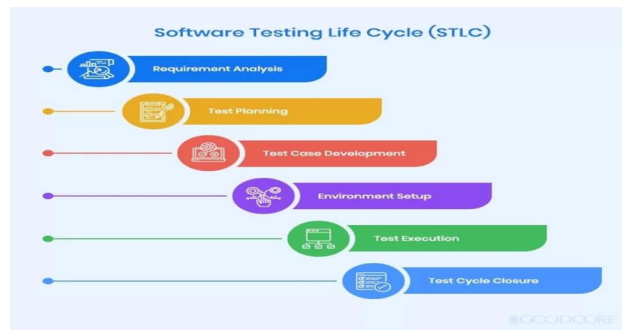 Software Testing Life Cycle (STLC)
Requirement Analysis
Test Planning
Test Case Development
Environment Setup
Test Execution
Test Cycle Closure
GOODCORE